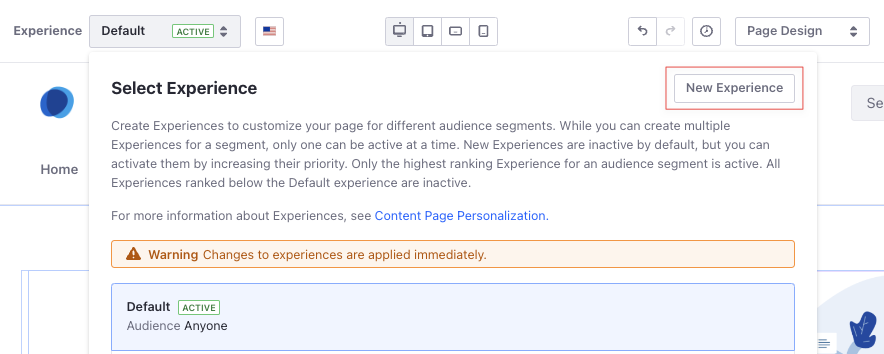 Experience Default ACTIVE Page Design
Select Experience
New Experience
Create Experiences to customize your page for different audience segments. While you can create multiple
Experiences for a segment, only one can be active at a time. New Experiences are inactive by default, but you can
activate them by increasing their priority. Only the highest ranking Experience for an audience segment is active. All
Experiences ranked below the Default experience are inactive.
Se
Home
For more information about Experiences, see Content Page Personalization.
Warning Changes to experiences are applied immediately.
Default ACTIVE
Audience Anyone